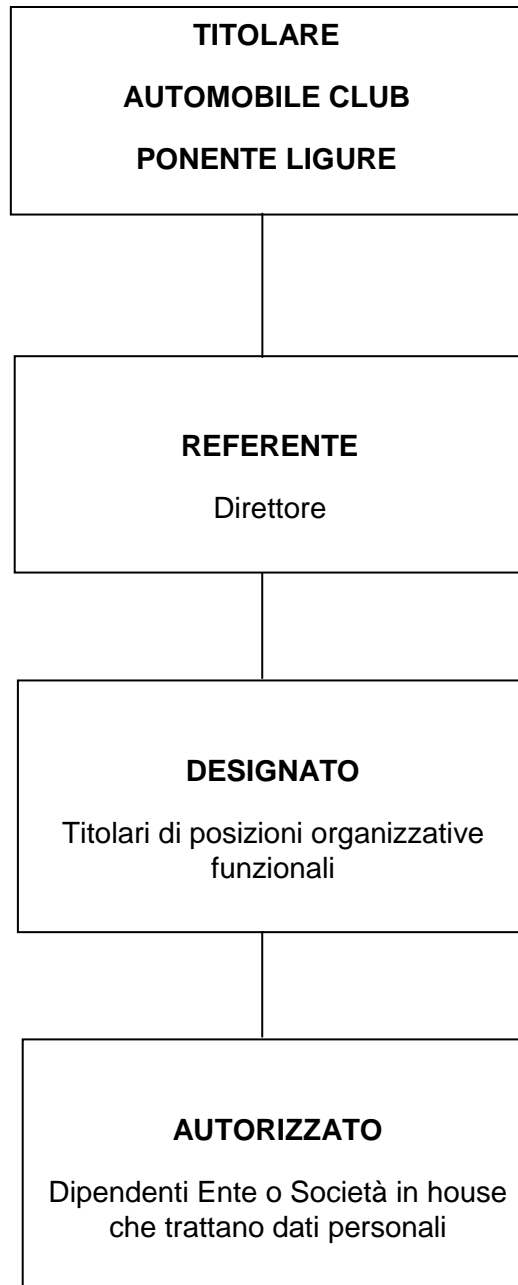 TITOLARE
AUTOMOBILE CLUB
PONENTE LIGURE
REFERENTE
Direttore
DESIGNATO
Titolari di posizioni organizzative
funzionali
AUTORIZZATO
Dipendenti Ente o Società in house
che trattano dati personali